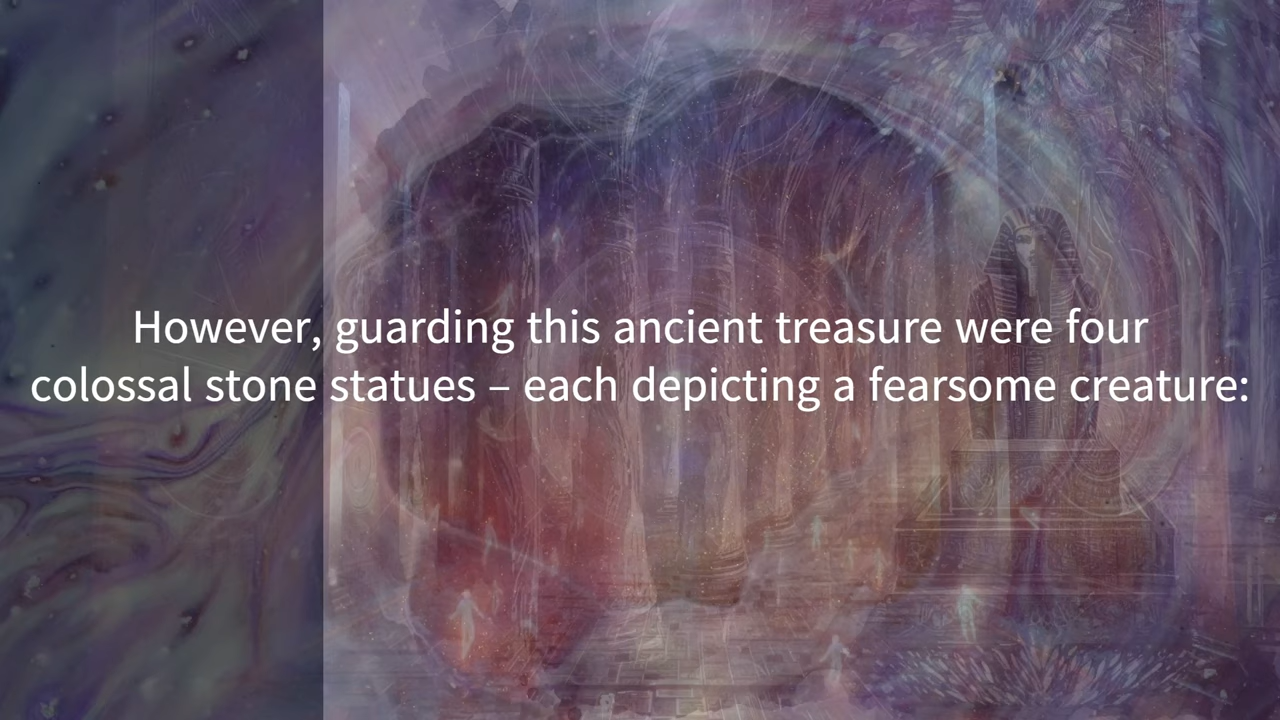 However, guarding this ancient treasure were four
colossal stone statues – each depicting a fearsome creature: